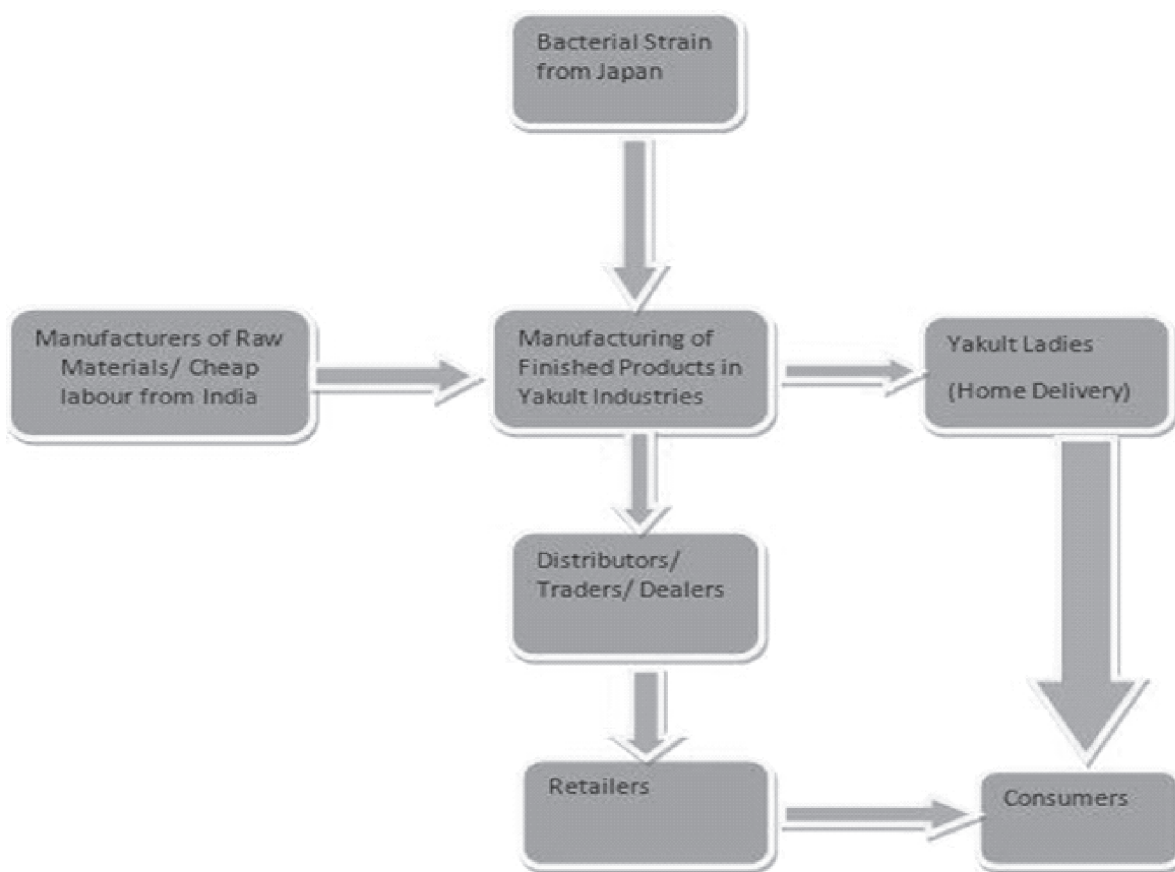 Bacterial Strain
from Japan
Manufacturers of Raw
Materials/ Cheap
labour from India
Manufacturing of
Finished Products in
Yakult Industries
Yakult Ladies
(Home Delivery)
Distributors/
Traders/ Dealers
Retailers
Consumers